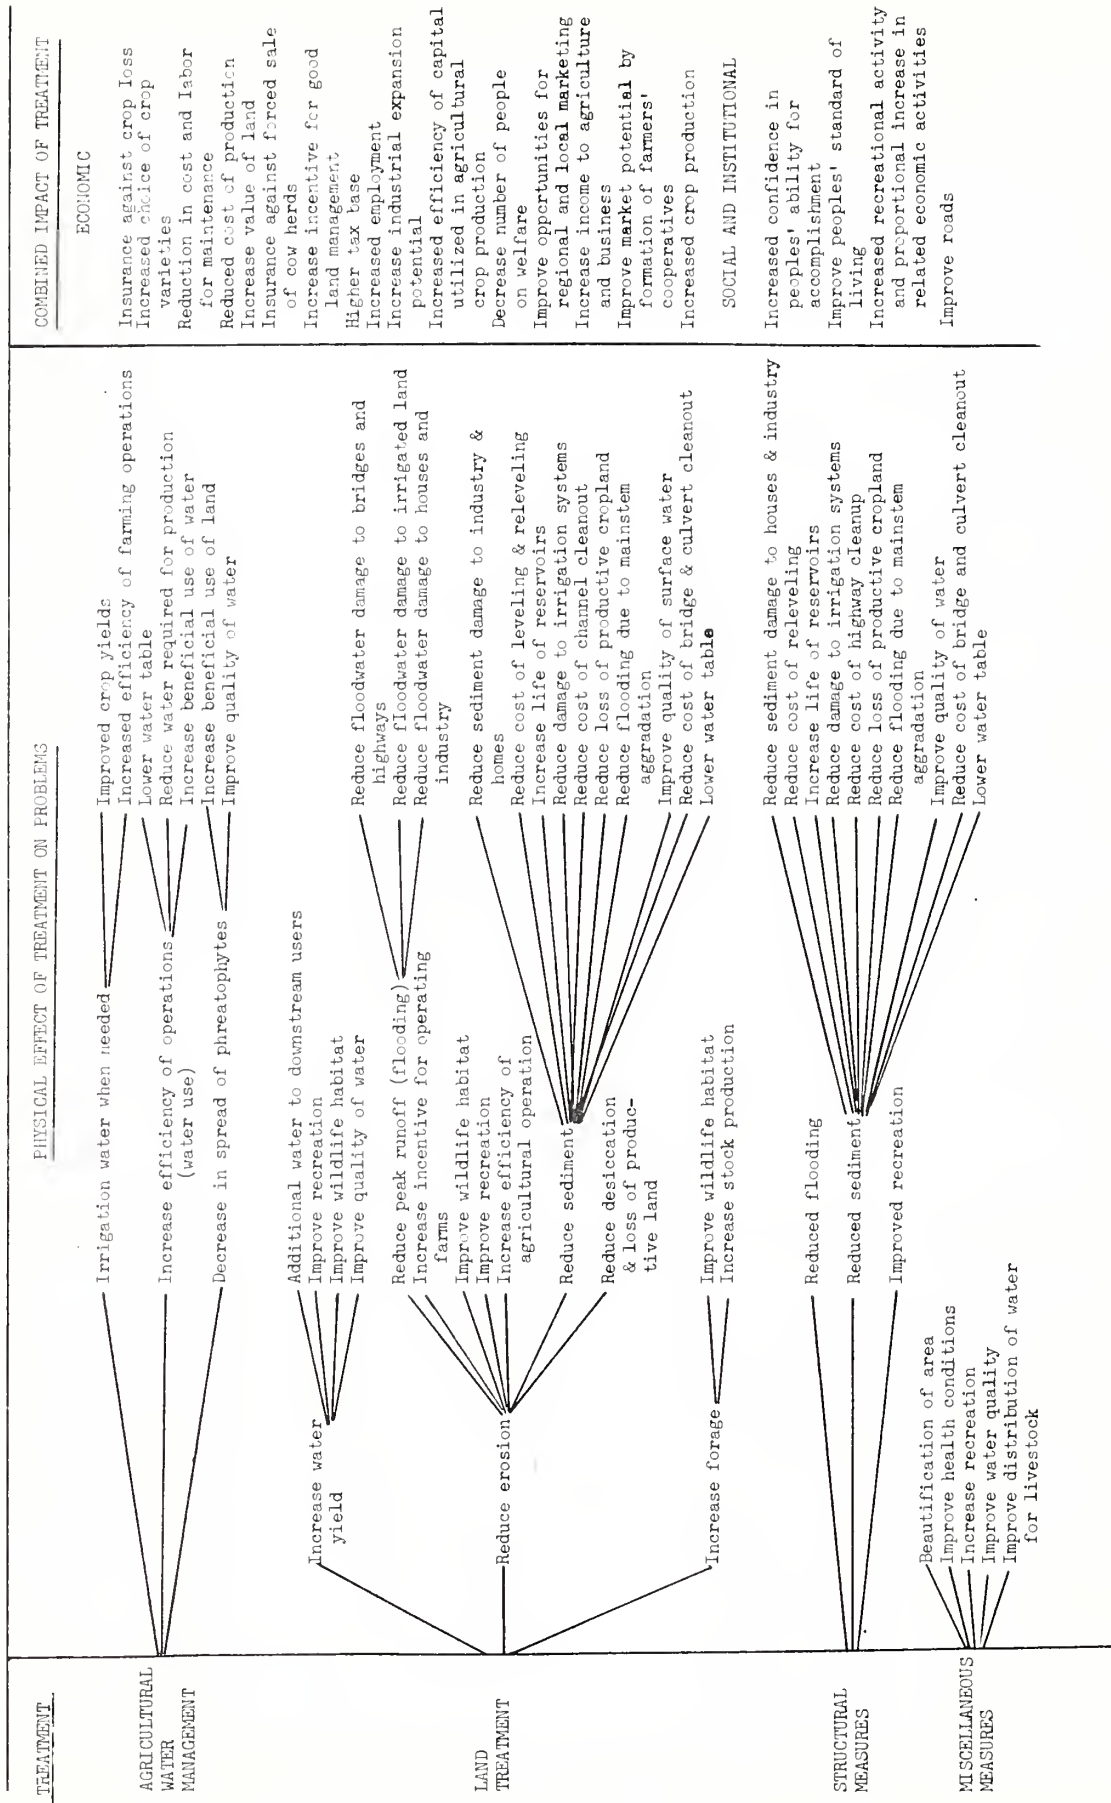 TREATMENT
PHYSICAL EFFECT OF TREATMENT ON PROBLEMS
COMBINED IMPACT OF TREATMENT
AGRICULTURAL
WATER
MANAGEMENT
Irrigation water when needed
Improved crop yields
Increased efficiency of farming operations
Increase efficiency of operations
(water use)
Lower water table
Reduce water required for production
Increase beneficial use of water
Decrease in spread of phreatophytes
Increase beneficial use of land
Improve quality of water
LAND
TREATMENT
Increase water
yield
Additional water to downstream users
Improve recreation
Improve wildlife habitat
Improve quality of water
Reduce erosion
Reduce peak runoff (flooding)
Reduce floodwater damage to bridges and
highways
Reduce floodwater damage to irrigated land
Reduce floodwater damage to houses and
industry
Increase incentive for operating
farms
Improve wildlife habitat
Improve recreation
Increase efficiency of
agricultural operation
Reduce sediment
Reduce sediment damage to industry &
homes
Reduce cost of leveling & releveling
Increase life of reservoirs
Reduce damage to irrigation systems
Reduce cost of channel cleanout
Reduce loss of productive cropland
Reduce flooding due to mainstem
aggradation
Improve quality of surface water
Reduce cost of bridge & culvert cleanout
Lower water table
Reduce desiccation
& loss of produc-
tive land
Increase forage
Improve wildlife habitat
Increase stock production
STRUCTURAL
MEASURES
Reduced flooding
Reduced sediment
Reduce sediment damage to houses & industry
Reduce cost of releveling
Increase life of reservoirs
Reduce damage to irrigation systems
Reduce cost of highway cleanup
Reduce loss of productive cropland
Reduce flooding due to mainstem
aggradation
Improve quality of water
Reduce cost of bridge and culvert cleanout
Lower water table
Improved recreation
MISCELLANEOUS
MEASURES
Beautification of area
Improve health conditions
Increase recreation
Improve water quality
Improve distribution of water
for livestock
ECONOMIC
Insurance against crop loss
Increased choice of crop
varieties
Reduction in cost and labor
for maintenance
Reduced cost of production
Increase value of land
Insurance against forced sale
of cow herds
Increase incentive for good
land management
Higher tax base
Increased employment
Increase industrial expansion
potential
Increased efficiency of capital
utilized in agricultural
crop production
Decrease number of people
on welfare
Improve opportunities for
regional and local marketing
Increase income to agriculture
and business
Improve market potential by
formation of farmers'
cooperatives
Increased crop production
SOCIAL AND INSTITUTIONAL
Increased confidence in
peoples' ability for
accomplishment
Improve peoples' standard of
living
Increased recreational activity
and proportional increase in
related economic activities
Improve roads